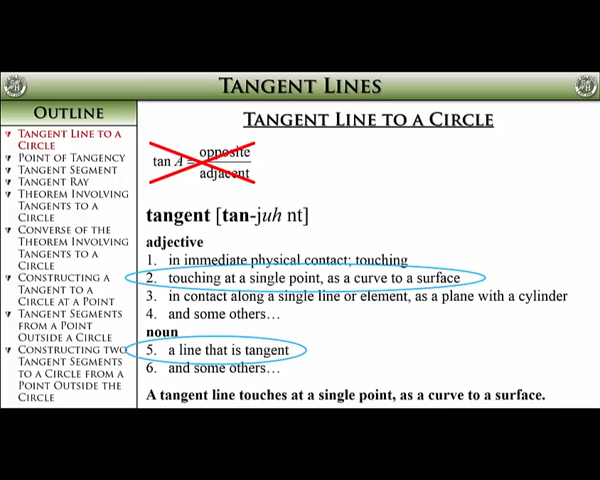 TANGENT LINES
OUTLINE
TANGENT LINE TO A
CIRCLE
POINT OF TANGENCY
TANGENT SEGMENT
TANGENT RAY
THEOREM INVOLVING
TANGENTS TO A
CIRCLE
CONVERSE OF THE
THEOREM INVOLVING
TANGENTS TO A
CIRCLE
CONSTRUCTING A
TANGENT TO A
CIRCLE AT A POINT
TANGENT SEGMENTS
FROM A POINT
OUTSIDE A CIRCLE
CONSTRUCTING TWO
TANGENT SEGMENTS
TO A CIRCLE FROM A
POINT OUTSIDE THE
CIRCLE
TANGENT LINE TO A CIRCLE
tan A = opposite
adjacent
tangent [tan-juh nt]
adjective
1. in immediate physical contact; touching
2. touching at a single point, as a curve to a surface
3. in contact along a single line or element, as a plane with a cylinder
4. and some others…
noun
5. a line that is tangent
6. and some others…
A tangent line touches at a single point, as a curve to a surface.